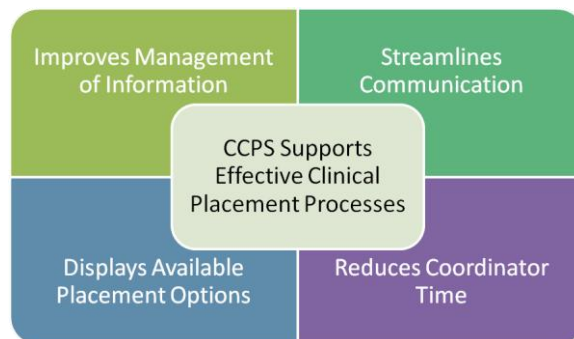 Improves Management
of Information
Streamlines
Communication
CCPS Supports
Effective Clinical
Placement Processes
Displays Available
Placement Options
Reduces Coordinator
Time